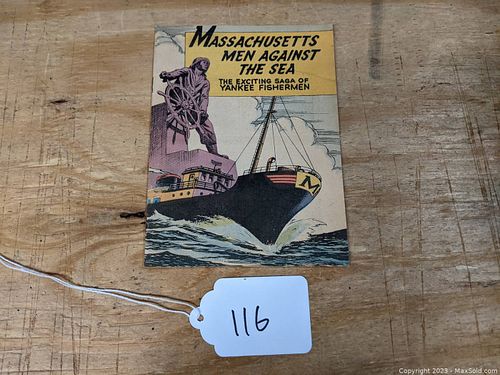 MASSACHUSETTS
MEN AGAINST
THE SEA
THE EXCITING SAGA OF
YANKEE FISHERMEN
M
116
Copyright 2023 - MaxSold.com